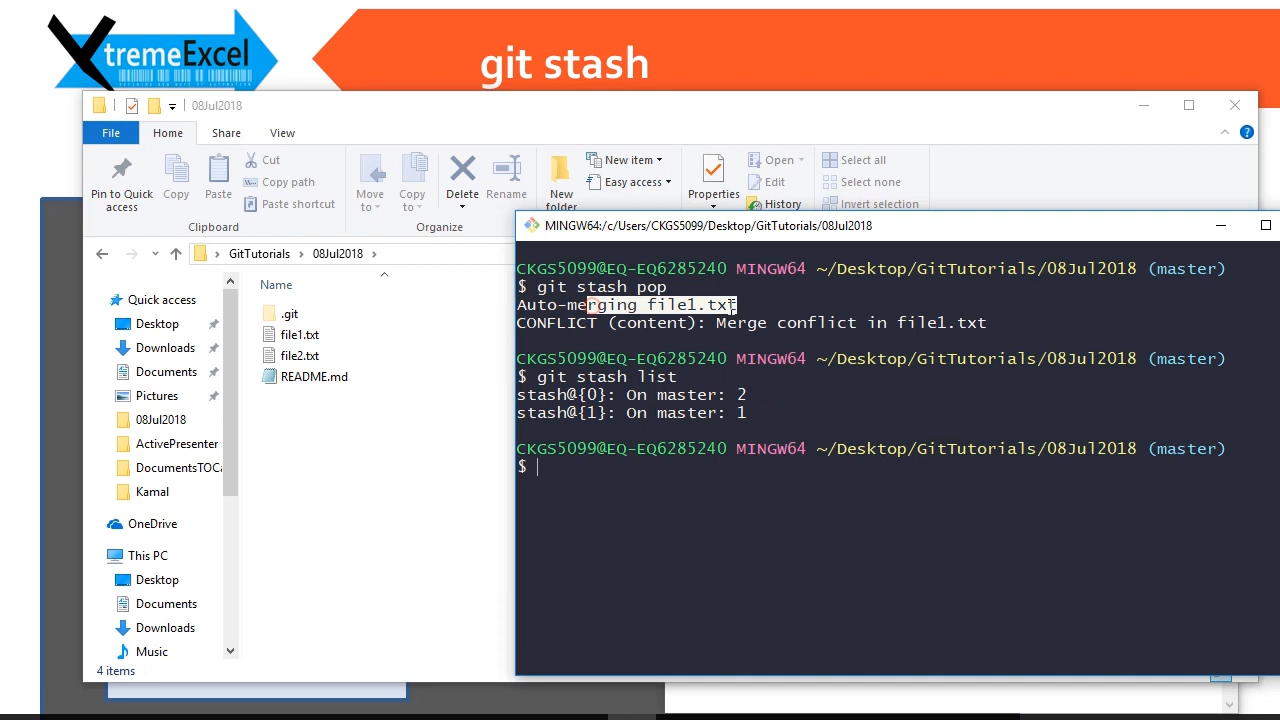 XtremeExcel
git stash
08Jul2018
File
Home
Share
View
Pin to Quick
access
Copy
Paste
Cut
Copy path
Paste shortcut
Clipboard
Move
to
Copy
to
Delete
Rename
Organize
New
folder
New item
Easy access
Properties
Open
Edit
History
Select all
Select none
Invert selection
GitTutorials
08Jul2018
Quick access
Desktop
Downloads
Documents
Pictures
08Jul2018
ActivePresenter
DocumentsTOCa
Kamal
OneDrive
This PC
Desktop
Documents
Downloads
Music
4 items
Name
.git
file1.txt
file2.txt
README.md
MINGW64:/c/Users/CKGS5099/Desktop/GitTutorials/08Jul2018
CKGS5099@EQ-EQ6285240 MINGW64 ~/Desktop/GitTutorials/08Jul2018 (master)
$ git stash pop
Auto-merging file1.txt
CONFLICT (content): Merge conflict in file1.txt
CKGS5099@EQ-EQ6285240 MINGW64 ~/Desktop/GitTutorials/08Jul2018 (master)
$ git stash list
stash@{0}: On master: 2
stash@{1}: On master: 1
CKGS5099@EQ-EQ6285240 MINGW64 ~/Desktop/GitTutorials/08Jul2018 (master)
$